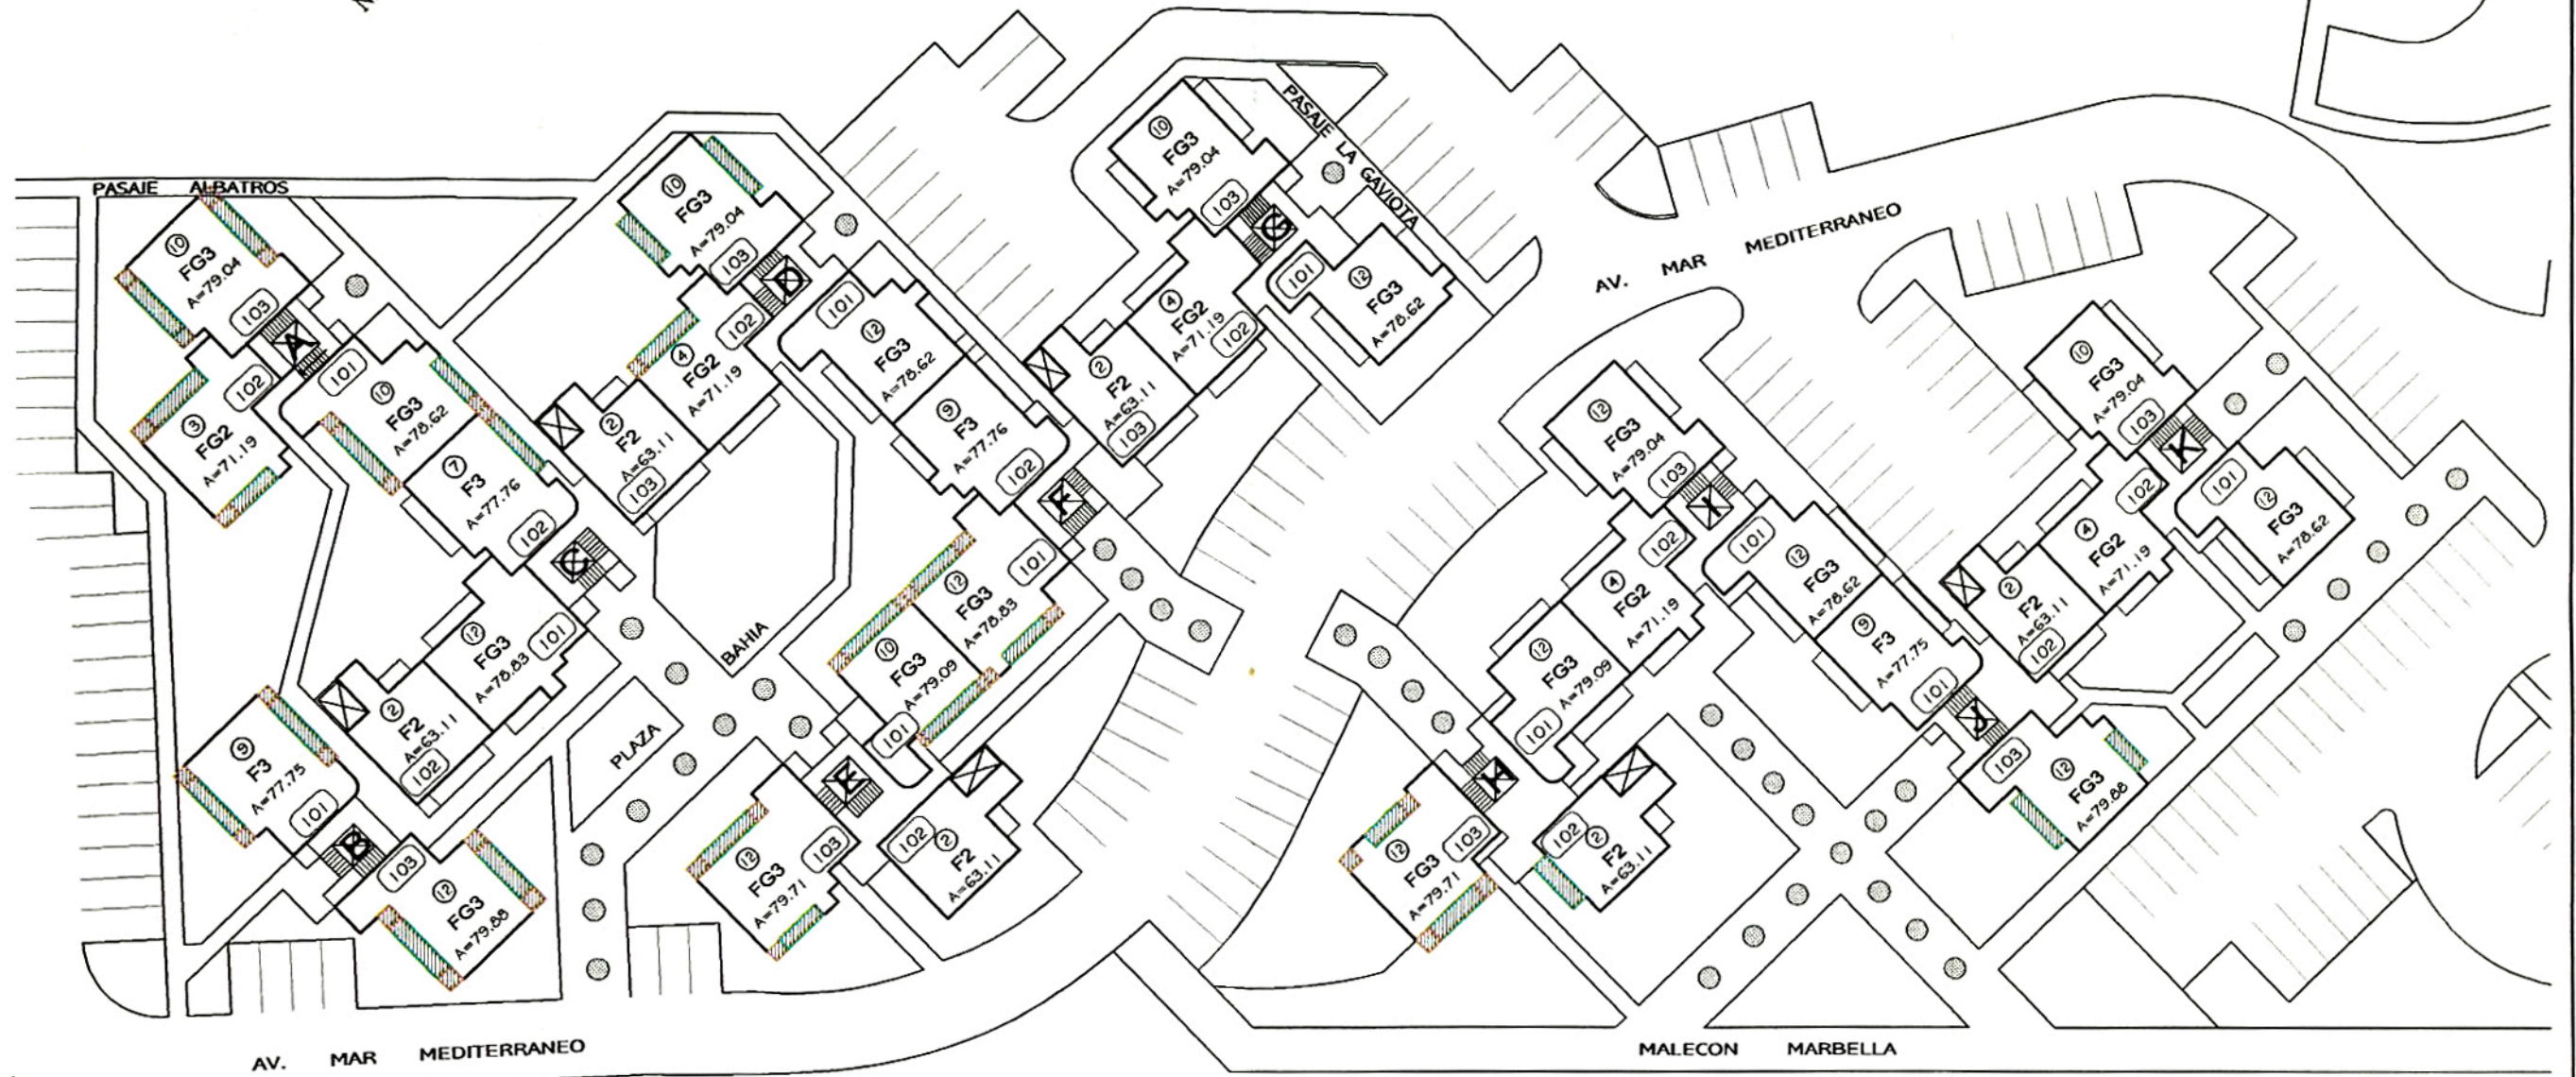 PASAJE ALBATROS
10
FG3
A=79.04
103
A
102
3
FG2
A=71.19
101
10
FG3
A=78.62
7
F3
A=77.76
102
C
101
12
FG3
A=78.83
2
F2
A=63.11
102
9
F3
A=77.75
101
B
103
12
FG3
A=79.88
10
FG3
A=79.04
103
D
102
4
FG2
A=71.19
2
F2
A=63.11
103
101
12
FG3
A=78.62
9
F3
A=77.76
102
F
101
12
FG3
A=78.83
10
FG3
A=79.09
101
E
103
12
FG3
A=79.71
102
2
F2
A=63.11
BAHIA
PLAZA
PASAJE LA GAVIOTA
10
FG3
A=79.04
103
G
101
12
FG3
A=78.62
4
FG2
A=71.19
102
2
F2
A=63.11
103
AV. MAR MEDITERRANEO
12
FG3
A=79.04
103
I
102
4
FG2
A=71.19
12
FG3
A=79.09
101
H
103
12
FG3
A=79.71
102
2
F2
A=63.11
101
12
FG3
A=78.62
9
F3
A=77.75
101
J
103
12
FG3
A=79.88
10
FG3
A=79.04
103
K
102
4
FG2
A=71.19
2
F2
A=63.11
102
101
12
FG3
A=78.62
AV. MAR MEDITERRANEO
MALECON MARBELLA